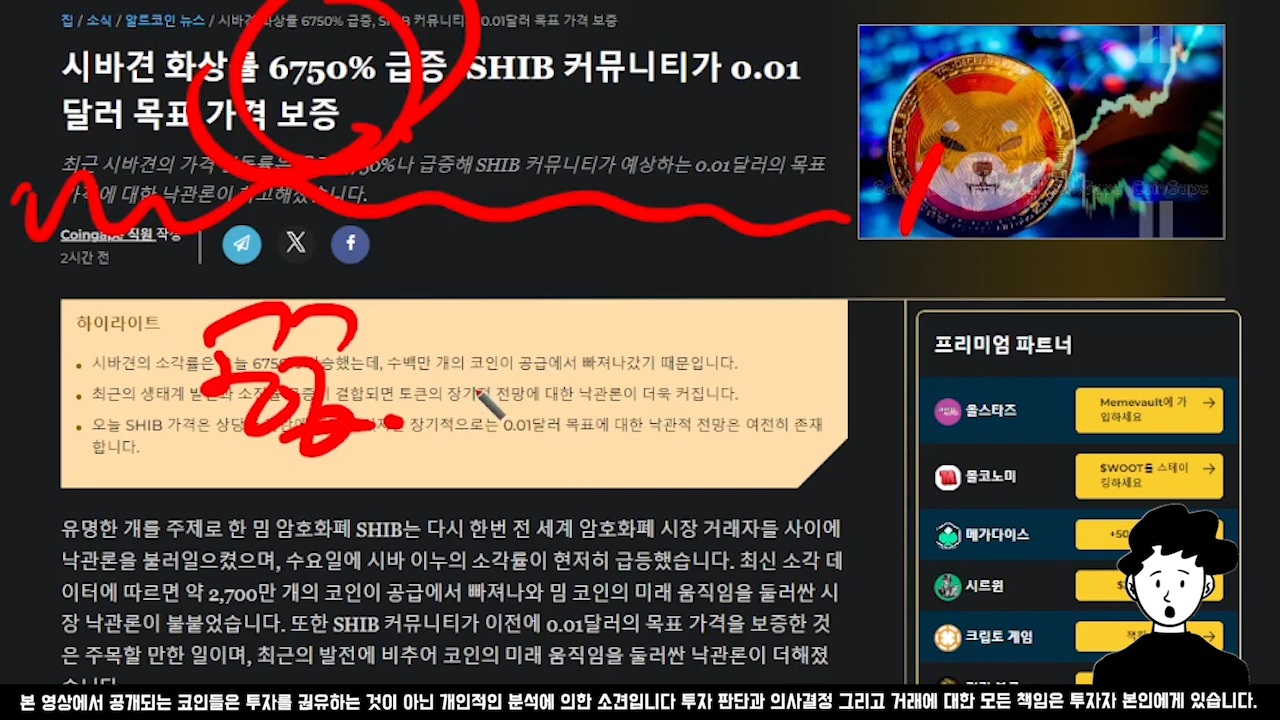 집 / 소식 / 알트코인 뉴스 / 시바견 화상률 6750% 급증, SHIB 커뮤니티 0.01달러 목표 가격 보증
시바견 화상률 6750% 급증 SHIB 커뮤니티가 0.01
달러 목표 가격 보증
최근 시바견의 가격 6750%나 급증해 SHIB 커뮤니티가 예상하는 0.01달러의 목표
가격에 대한 낙관론이
Coingape 직원 작성
2시간 전
하이라이트
시바견의 소각률은 오늘 6750% 상승했는데, 수백만 개의 코인이 공급에서 빠져나갔기 때문입니다.
최근의 생태계 결합되면 토큰의 장기적 전망에 대한 낙관론이 더욱 커집니다.
오늘 SHIB 가격은 장기적으로는 0.01달러 목표에 대한 낙관적 전망은 여전히 존재
합니다.
유명한 개를 주제로 한 밈 암호화폐 SHIB는 다시 한번 전 세계 암호화폐 시장 거래자들 사이에
낙관론을 불러일으켰으며, 수요일에 시바 이누의 소각률이 현저히 급등했습니다. 최신 소각 데
이터에 따르면 약 2,700만 개의 코인이 공급에서 빠져나와 밈 코인의 미래 움직임을 둘러싼 시
장 낙관론이 불붙었습니다. 또한 SHIB 커뮤니티가 이전에 0.01달러의 목표 가격을 보증한 것
은 주목할 만한 일이며, 최근의 발전에 비추어 코인의 미래 움직임을 둘러싼 낙관론이 더해졌
습니다.
프리미엄 파트너
올스타즈
Memevault에 가
입하세요
몰코노미
$WOOT를 스테이
킹하세요
메가다이스
시트윈
크립토 게임
본 영상에서 공개되는 코인들은 투자를 권유하는 것이 아닌 개인적인 분석에 의한 소견입니다 투자 판단과 의사결정 그리고 거래에 대한 모든 책임은 투자자 본인에게 있습니다.